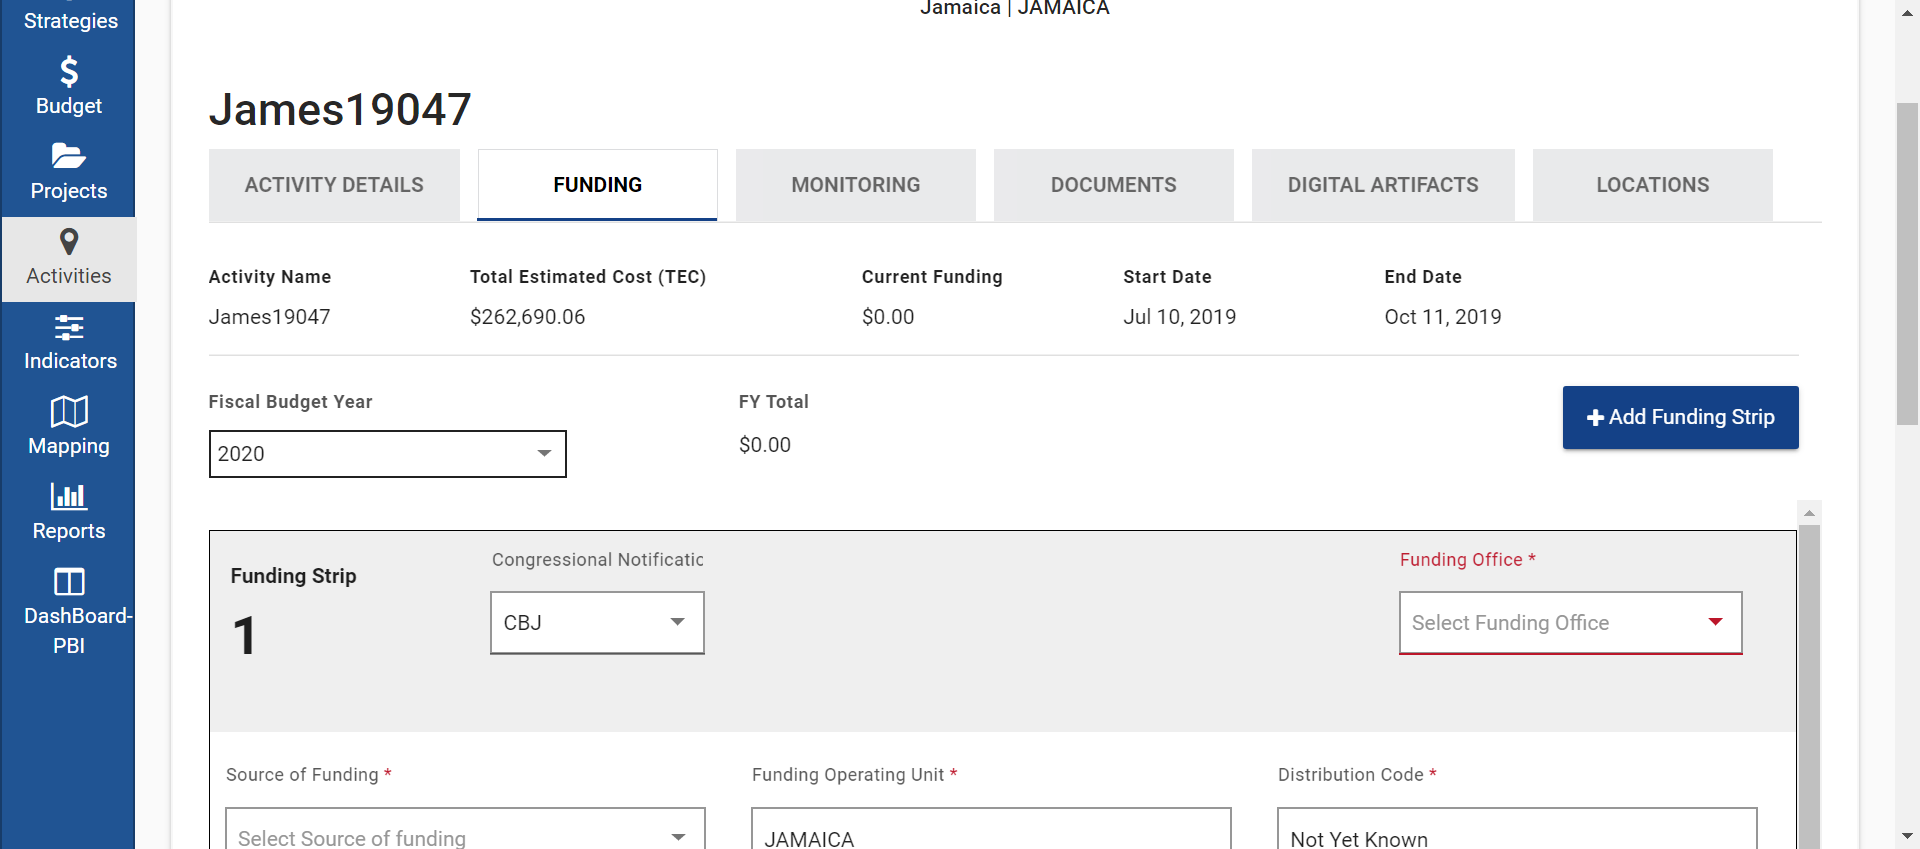 Jamaica | JAMAICA
Strategies
Budget
Projects
Activities
Indicators
Mapping
Reports
DashBoard-
PBI
James19047
ACTIVITY DETAILS
FUNDING
MONITORING
DOCUMENTS
DIGITAL ARTIFACTS
LOCATIONS
Activity Name
Total Estimated Cost (TEC)
Current Funding
Start Date
End Date
James19047
$262,690.06
$0.00
Jul 10, 2019
Oct 11, 2019
Fiscal Budget Year
FY Total
2020
$0.00
+ Add Funding Strip
Funding Strip
1
Congressional Notificatic
CBJ
Funding Office *
Select Funding Office
Source of Funding *
Funding Operating Unit *
Distribution Code *
Select Source of funding
JAMAICA
Not Yet Known